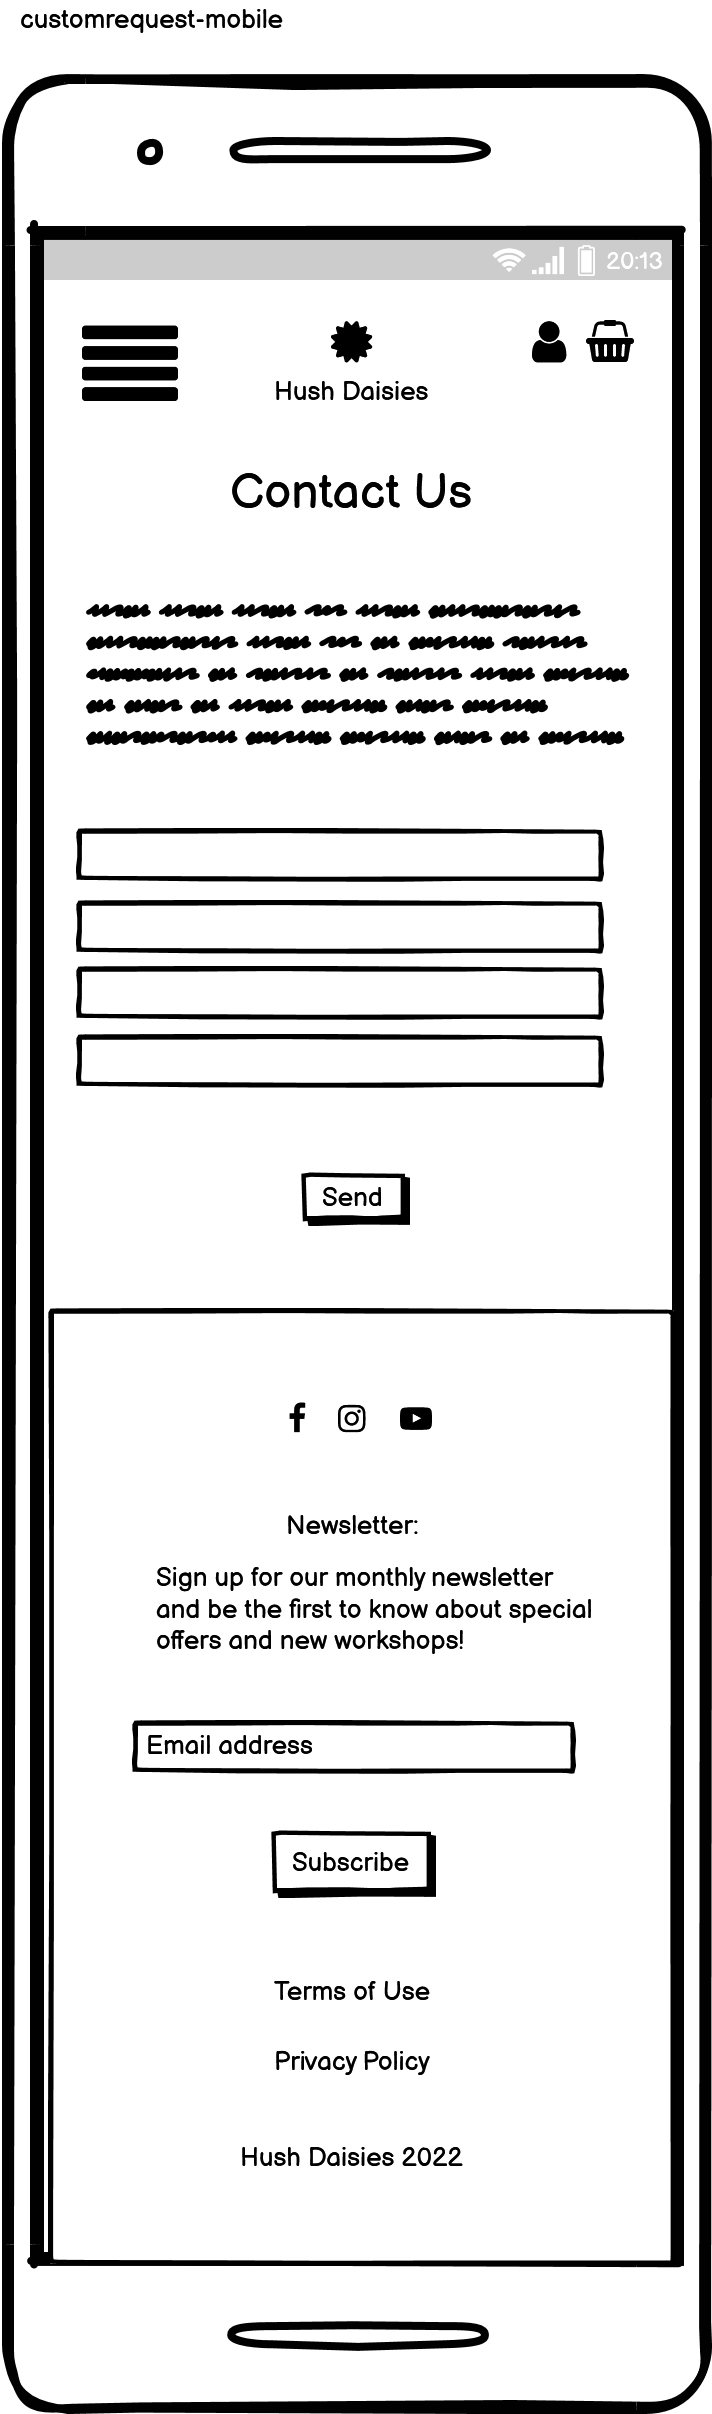 customrequest-mobile
20:13
Hush Daisies
Contact Us
Send
Newsletter:
Sign up for our monthly newsletter
and be the first to know about special
offers and new workshops!
Email address
Subscribe
Terms of Use
Privacy Policy
Hush Daisies 2022